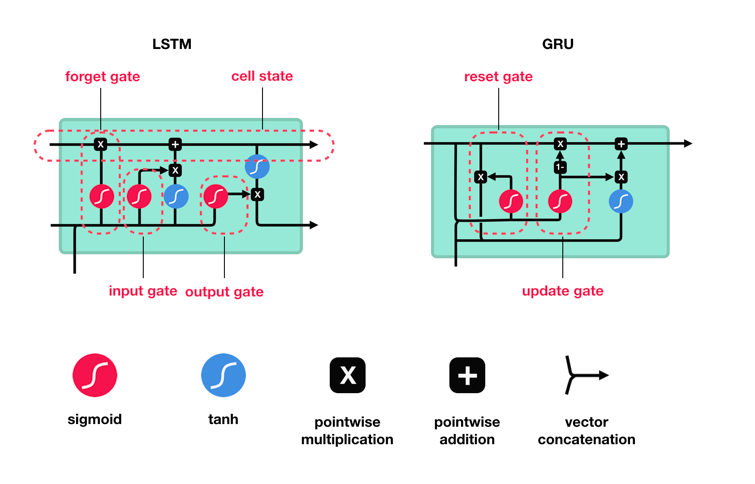 LSTM
GRU
forget gate
cell state
reset gate
x
+
x
x
x
1-
+
x
x
input gate
output gate
update gate
x
+
sigmoid
tanh
pointwise
multiplication
pointwise
addition
vector
concatenation